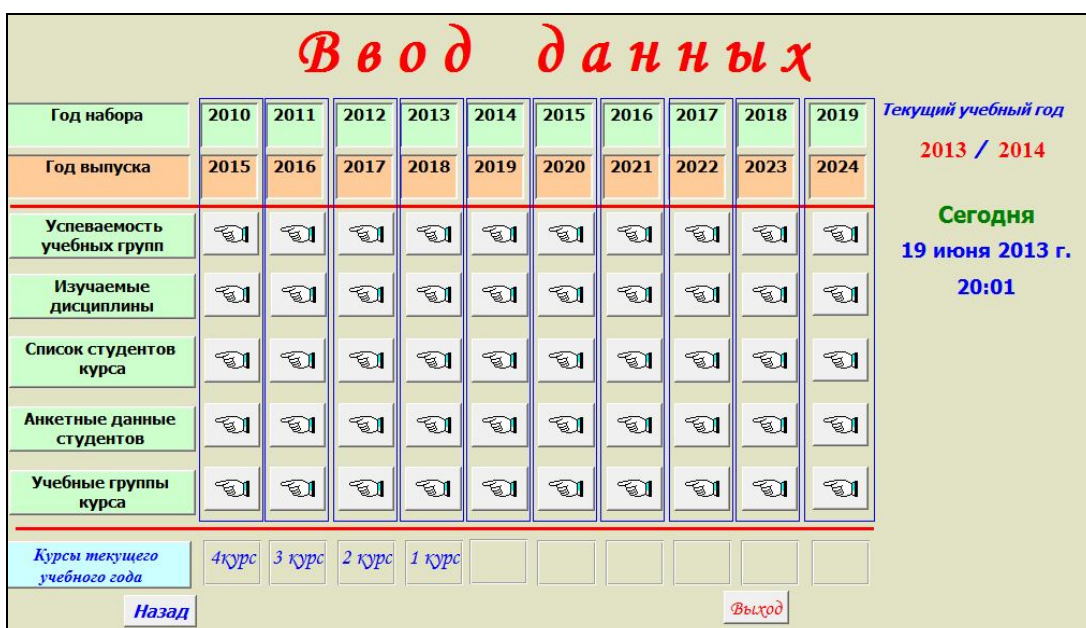 Ввод данных
Год набора 2010 2011 2012 2013 2014 2015 2016 2017 2018 2019
Текущий учебный год
2013 / 2014
Год выпуска 2015 2016 2017 2018 2019 2020 2021 2022 2023 2024
Успеваемость
учебных групп
Сегодня
19 июня 2013 г.
20:01
Изучаемые
дисциплины
Список студентов
курса
Анкетные данные
студентов
Учебные группы
курса
Курсы текущего
учебного года
4курс 3 курс 2 курс 1 курс
Назад
Выход